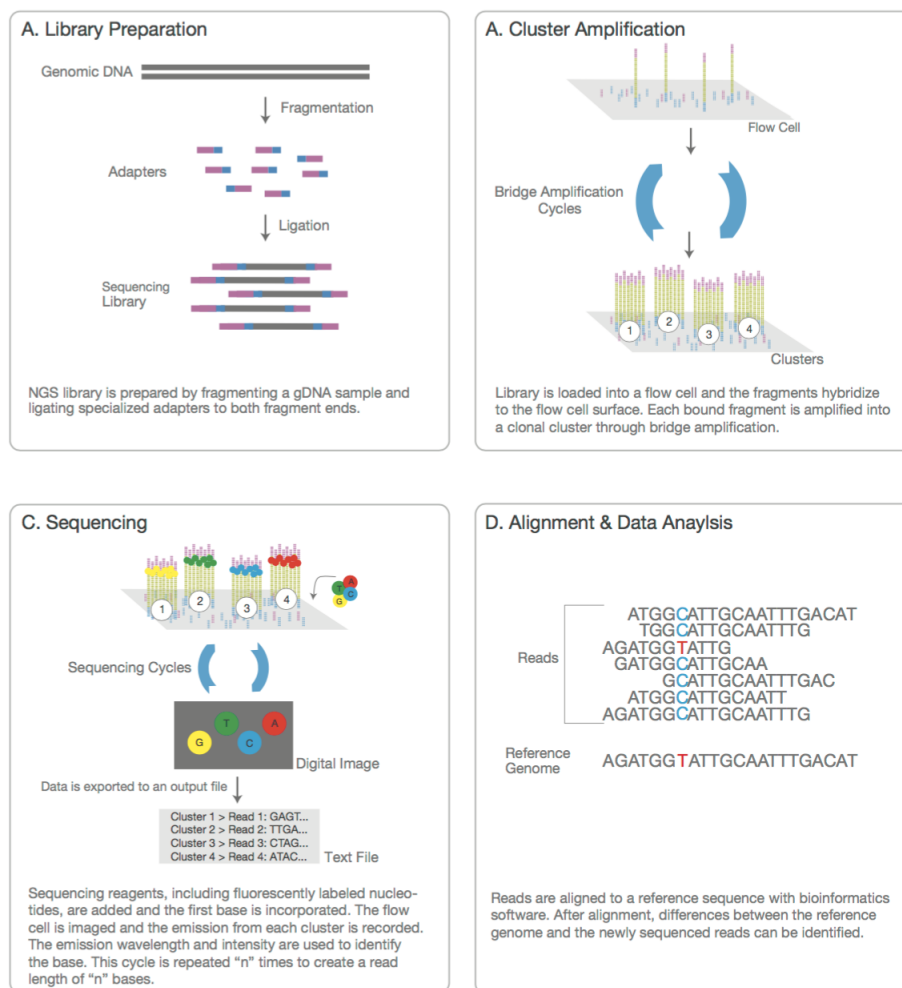 A. Library Preparation
Genomic DNA
Fragmentation
Adapters
Ligation
Sequencing
Library
NGS library is prepared by fragmenting a gDNA sample and
ligating specialized adapters to both fragment ends.
A. Cluster Amplification
Flow Cell
Bridge Amplification
Cycles
1
2
3
4
Clusters
Library is loaded into a flow cell and the fragments hybridize
to the flow cell surface. Each bound fragment is amplified into
a clonal cluster through bridge amplification.
C. Sequencing
1
2
3
4
A
T
C
G
Sequencing Cycles
T
A
G
C
Digital Image
Data is exported to an output file
Cluster 1 > Read 1: GAGT...
Cluster 2 > Read 2: TTGA...
Cluster 3 > Read 3: CTAG...
Cluster 4 > Read 4: ATAC...
Text File
Sequencing reagents, including fluorescently labeled nucleo-
tides, are added and the first base is incorporated. The flow
cell is imaged and the emission from each cluster is recorded.
The emission wavelength and intensity are used to identify
the base. This cycle is repeated “n” times to create a read
length of “n” bases.
D. Alignment & Data Anaylsis
Reads
ATGGCATTGCAATTTGACAT
TGGCATTGCAATTTG
AGATGGTATTG
GATGGCATTGCAA
GCATTGCAATTTGAC
ATGGCATTGCAATT
AGATGGCATTGCAATTTG
Reference
Genome
AGATGGTATTGCAATTTGACAT
Reads are aligned to a reference sequence with bioinformatics
software. After alignment, differences between the reference
genome and the newly sequenced reads can be identified.